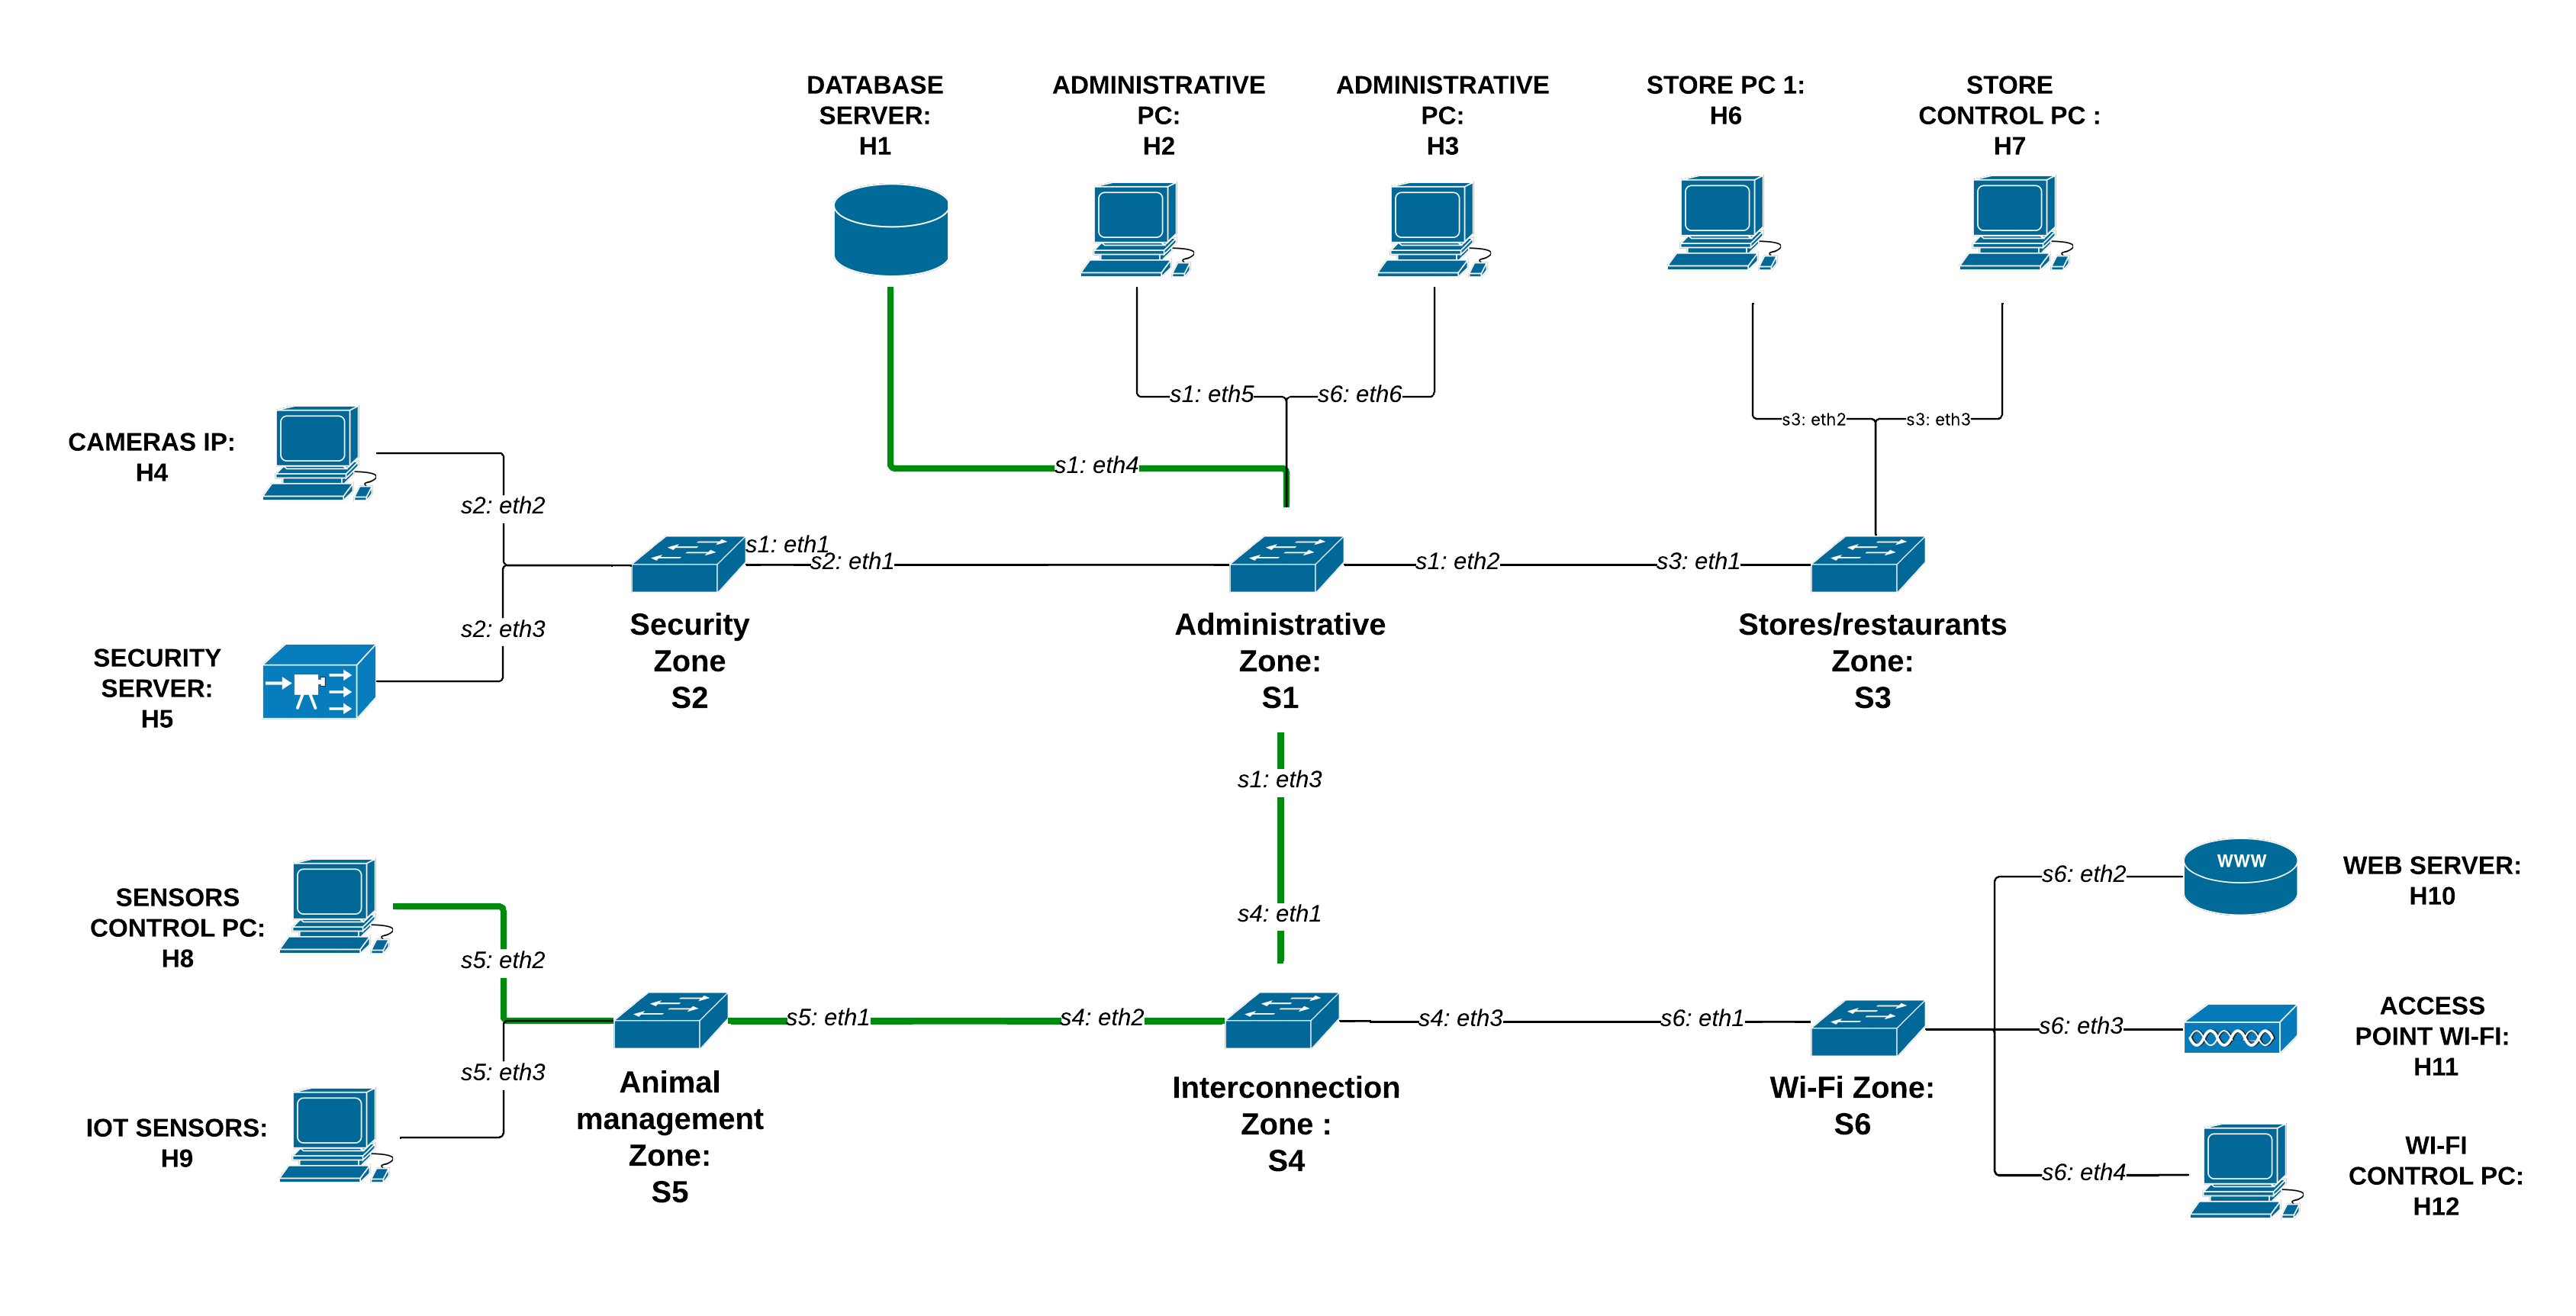 DATABASE
SERVER:
H1
ADMINISTRATIVE
PC:
H2
ADMINISTRATIVE
PC:
H3
STORE PC 1:
H6
STORE
CONTROL PC :
H7
s1: eth5
s6: eth6
s3: eth2
s3: eth3
CAMERAS IP:
H4
s1: eth4
s2: eth2
s1: eth1
s2: eth1
s1: eth2
s3: eth1
s2: eth3
SECURITY
SERVER:
H5
Security
Zone
S2
Administrative
Zone:
S1
Stores/restaurants
Zone:
S3
s1: eth3
s4: eth1
SENSORS
CONTROL PC:
H8
s5: eth2
WWW
s6: eth2
WEB SERVER:
H10
s5: eth1
s4: eth2
s4: eth3
s6: eth1
s6: eth3
ACCESS
POINT WI-FI:
H11
s5: eth3
IOT SENSORS:
H9
Animal
management
Zone:
S5
Interconnection
Zone :
S4
Wi-Fi Zone:
S6
s6: eth4
WI-FI
CONTROL PC:
H12